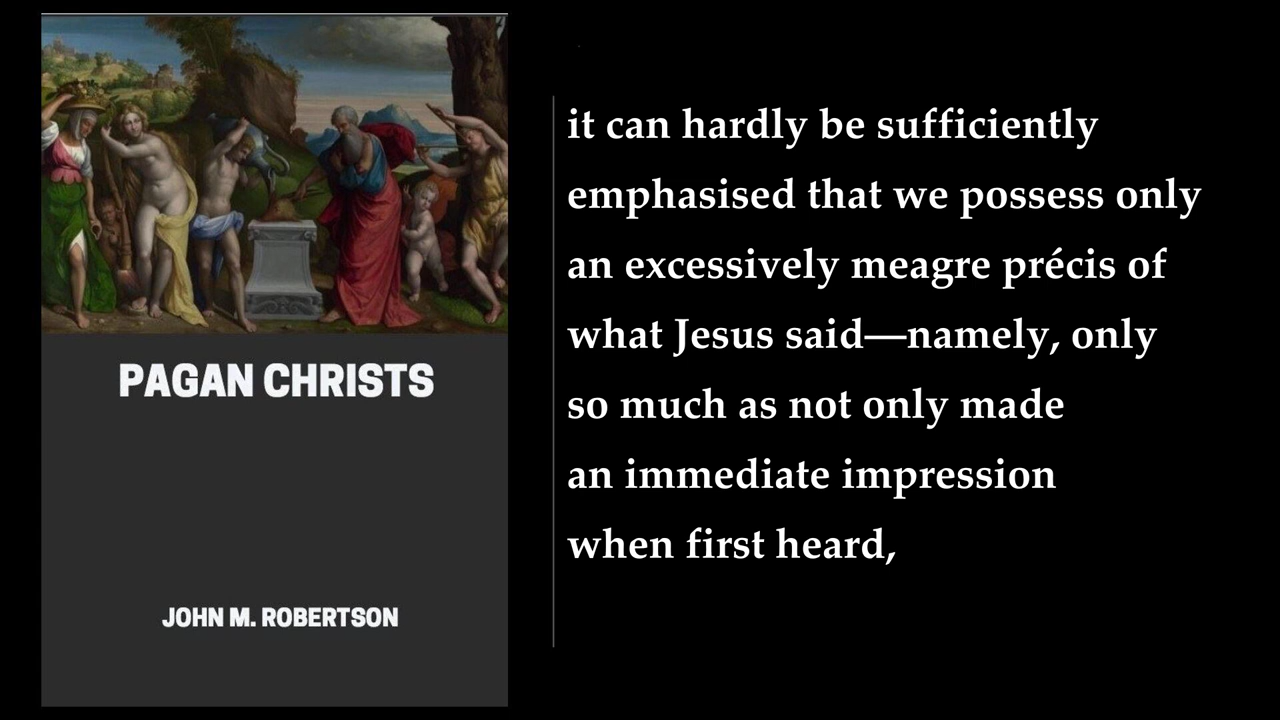 PAGAN CHRISTS
JOHN M. ROBERTSON
it can hardly be sufficiently
emphasised that we possess only
an excessively meagre précis of
what Jesus said—namely, only
so much as not only made
an immediate impression
when first heard,